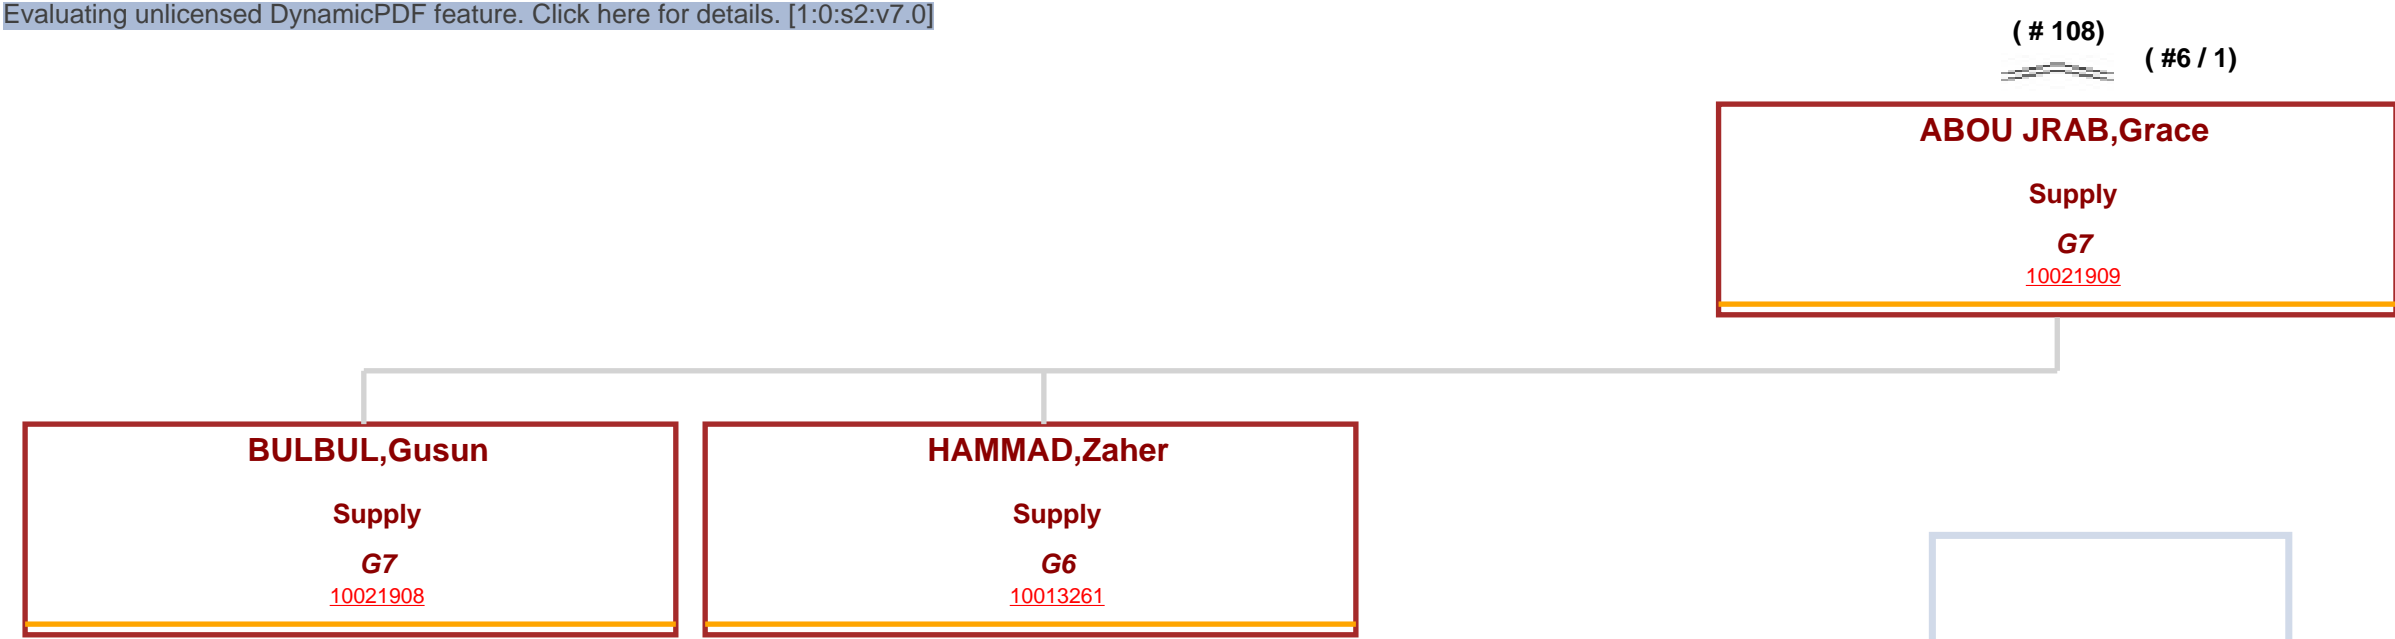 Evaluating unlicensed DynamicPDF feature. Click here for details. [1:0:s2:v7.0]
( # 108)
( #6 / 1)
ABOU JRAB,Grace
Supply
G7
10021909
BULBUL,Gusun
Supply
G7
10021908
HAMMAD,Zaher
Supply
G6
10013261